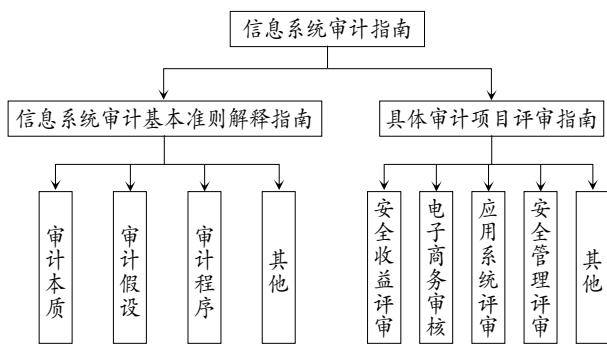 信息系统审计指南
信息系统审计基本准则解释指南
具体审计项目评审指南
审计本质
审计假设
审计程序
其他
安全收益评审
电子商务审核
应用系统评审
安全管理评审
其他